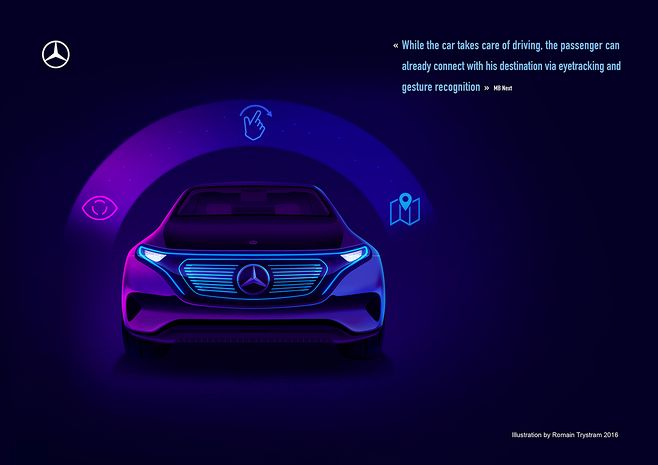 « While the car takes care of driving, the passenger can
already connect with his destination via eyetracking and
gesture recognition » MB Next
Illustration by Romain Trystram 2016